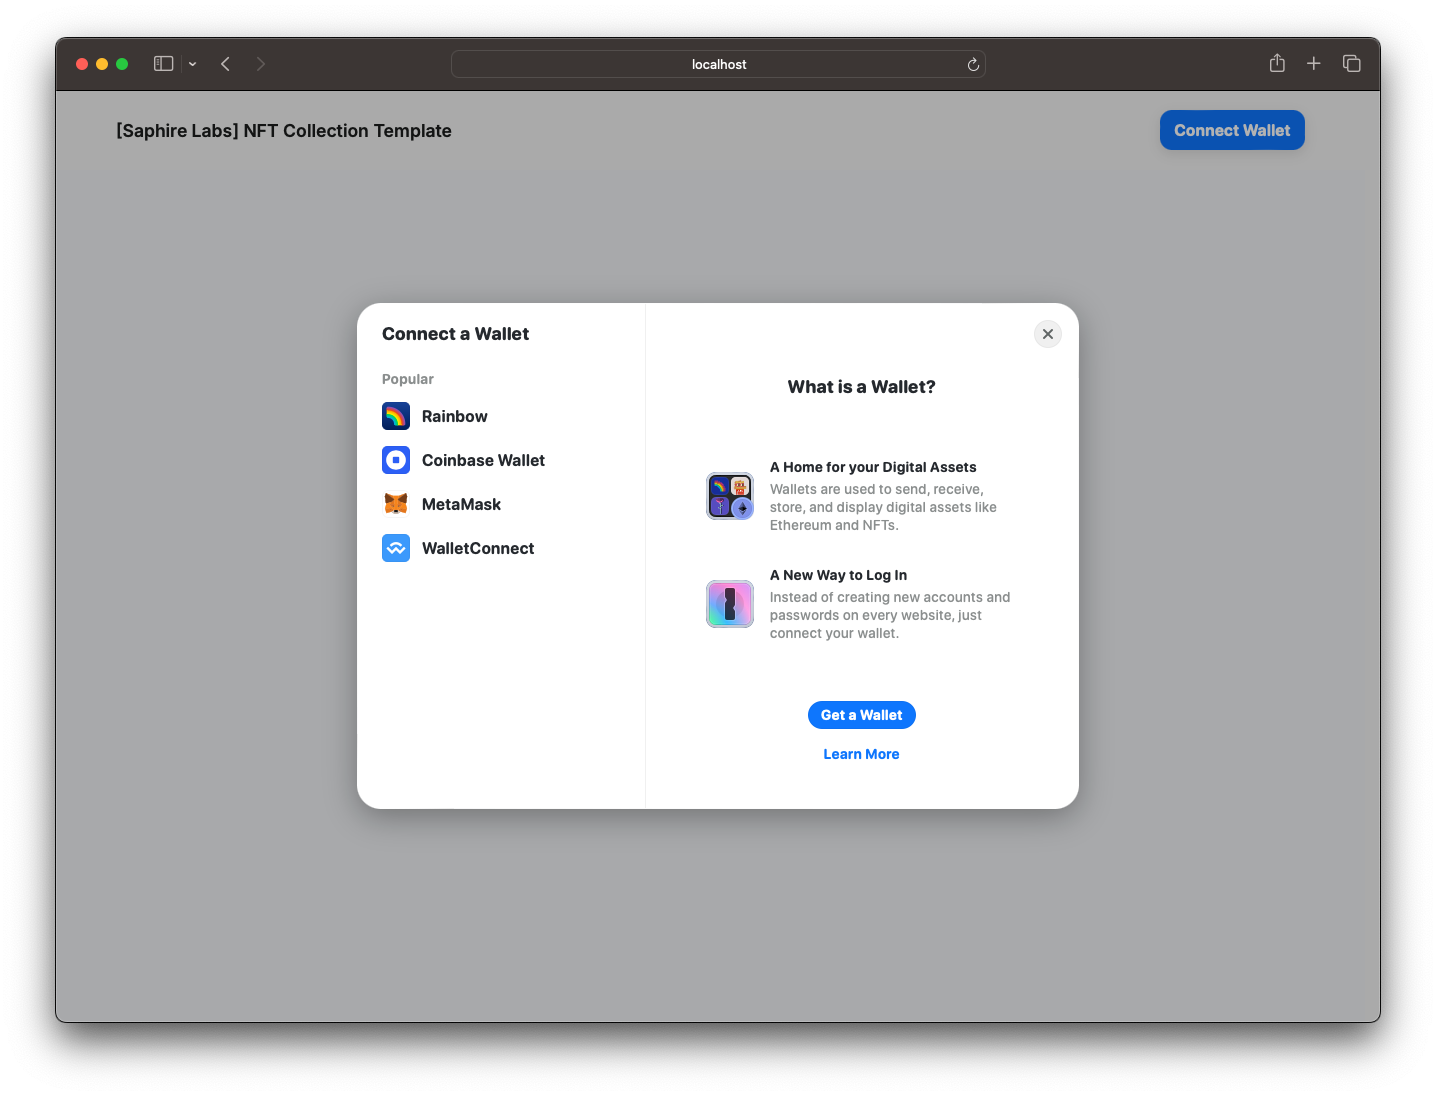 localhost
[Saphire Labs] NFT Collection Template
Connect Wallet
Connect a Wallet
Popular
Rainbow
Coinbase Wallet
MetaMask
WalletConnect
What is a Wallet?
A Home for your Digital Assets
Wallets are used to send, receive,
store, and display digital assets like
Ethereum and NFTs.
A New Way to Log In
Instead of creating new accounts and
passwords on every website, just
connect your wallet.
Get a Wallet
Learn More